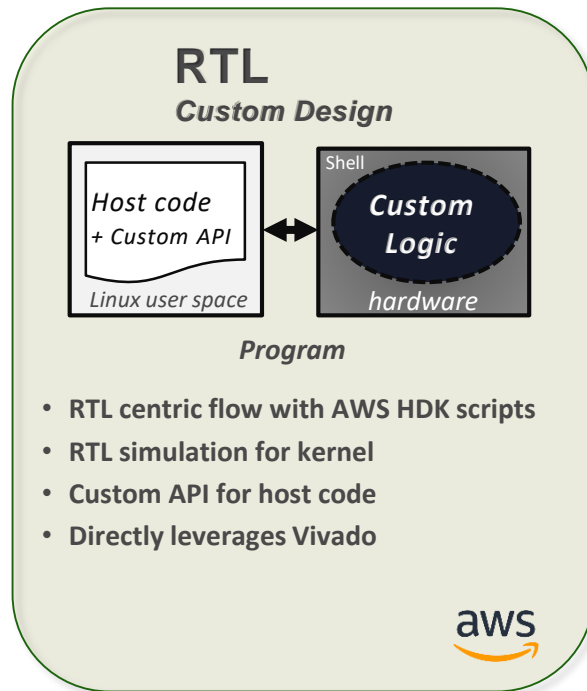 RTL
Custom Design
Host code
+ Custom API
Linux user space
Shell
Custom
Logic
hardware
Program
• RTL centric flow with AWS HDK scripts
• RTL simulation for kernel
• Custom API for host code
• Directly leverages Vivado
aws